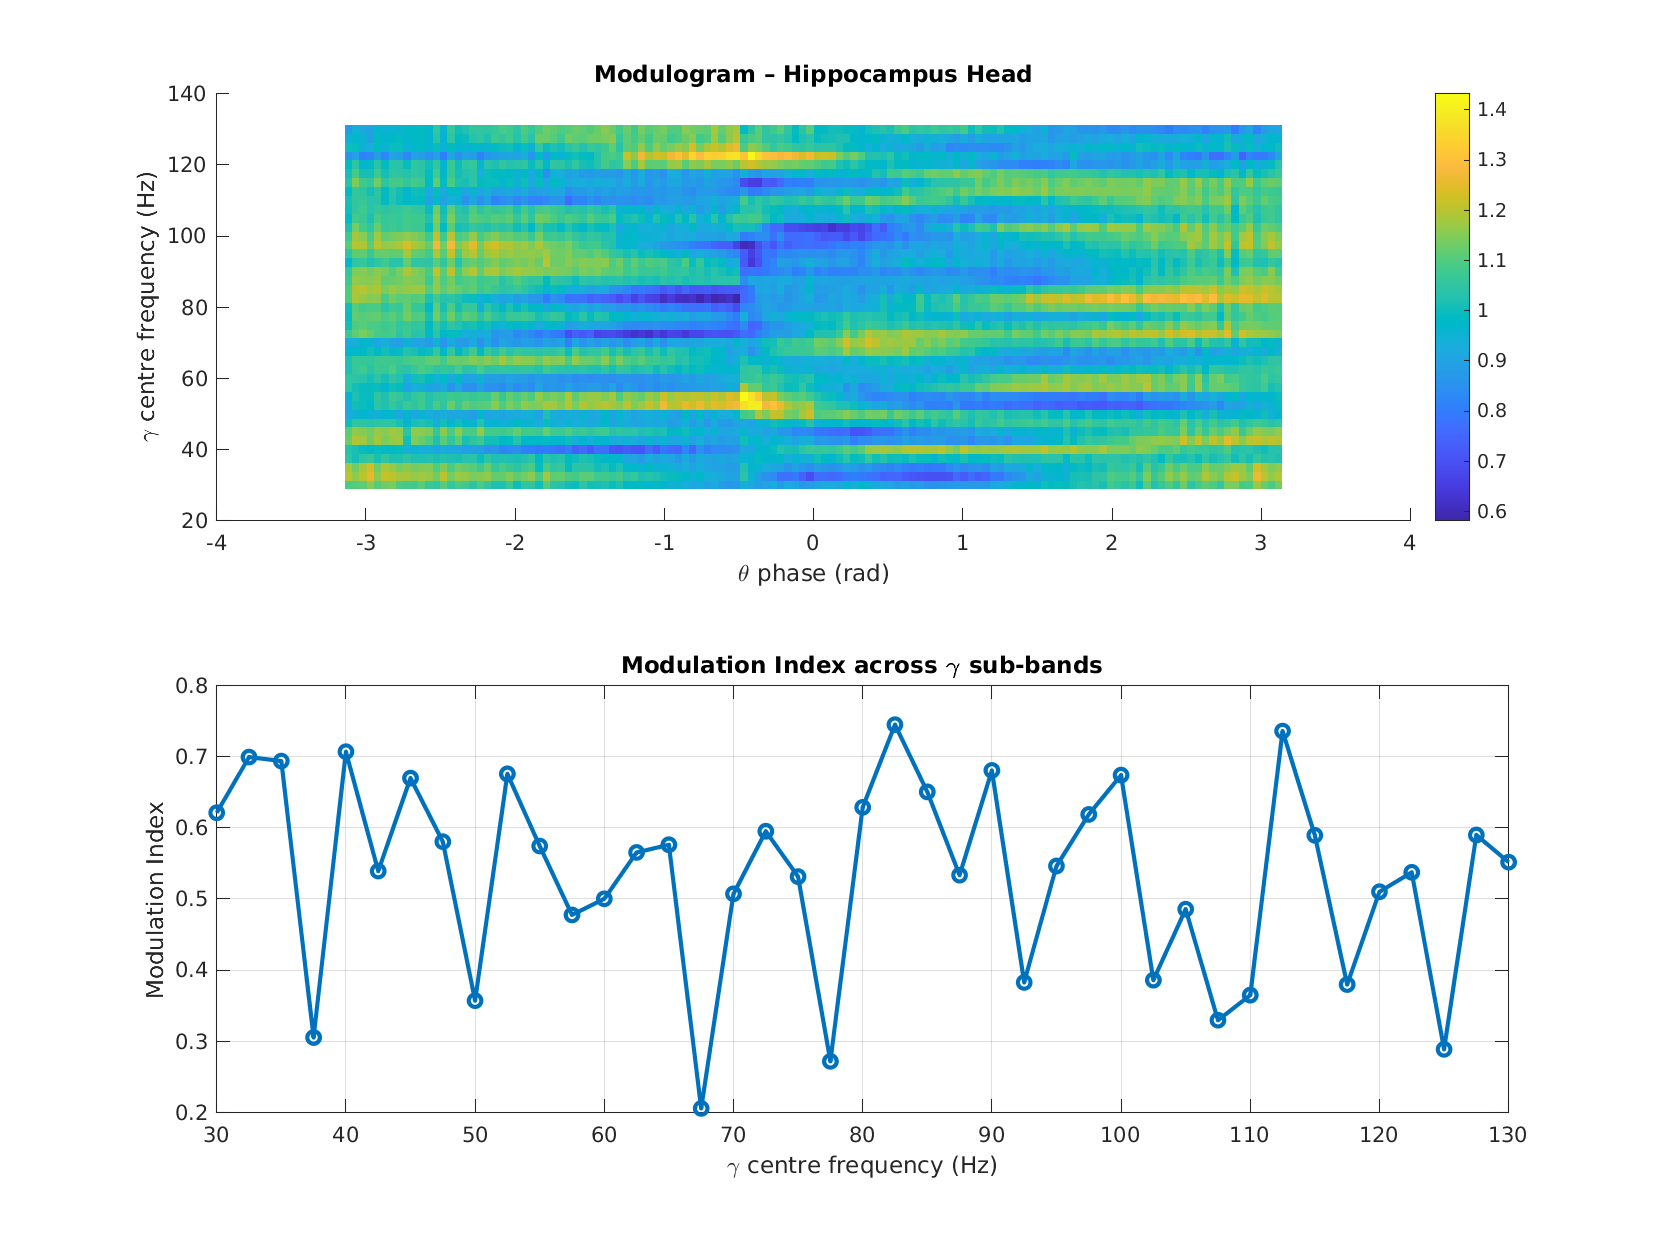 Modulogram – Hippocampus Head
140
120
100
80
60
40
20
γ centre frequency (Hz)
-4 -3 -2 -1 0 1 2 3 4
θ phase (rad)
1.4
1.3
1.2
1.1
1
0.9
0.8
0.7
0.6
Modulation Index across γ sub-bands
0.8
0.7
0.6
0.5
0.4
0.3
0.2
Modulation Index
30 40 50 60 70 80 90 100 110 120 130
γ centre frequency (Hz)